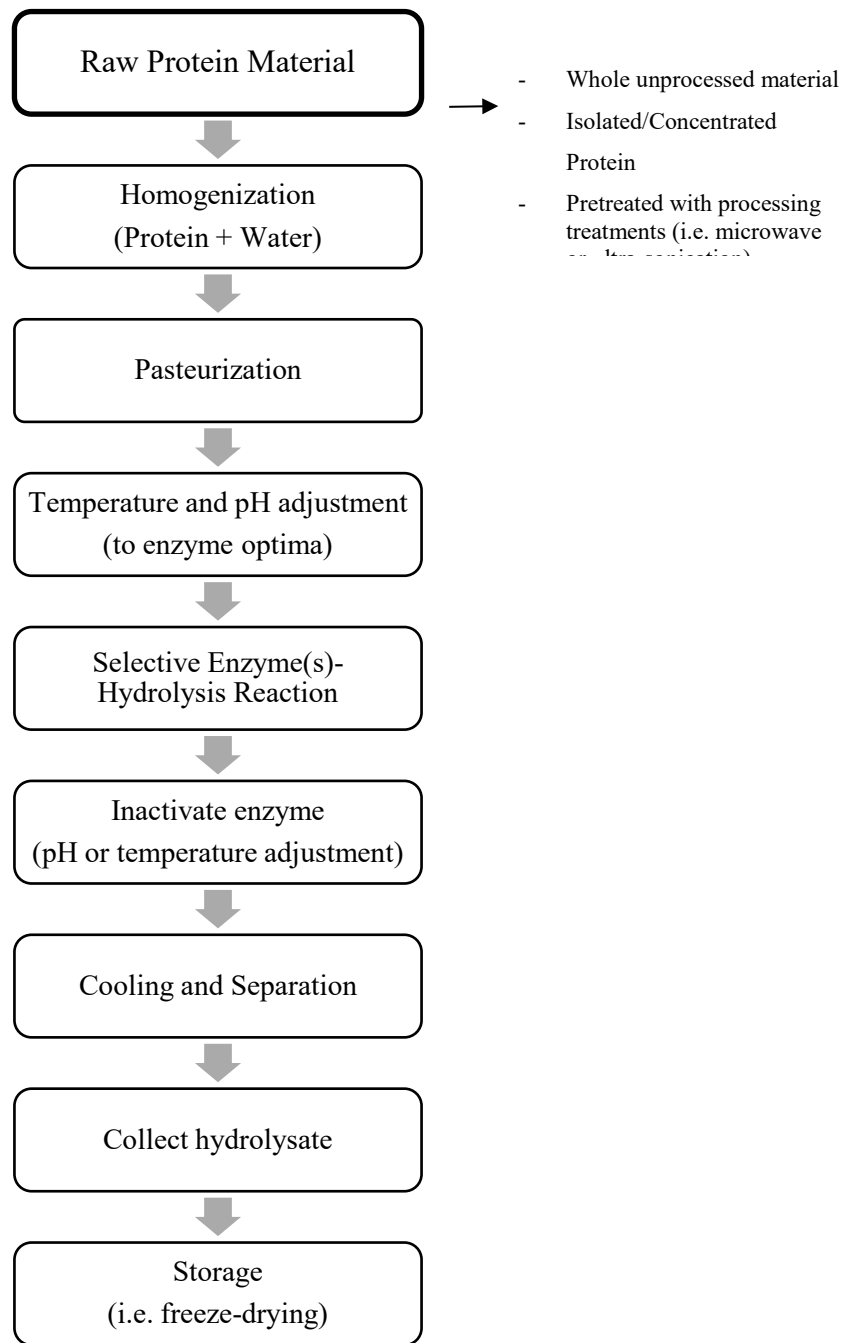 Raw Protein Material
- Whole unprocessed material
- Isolated/Concentrated
Protein
- Pretreated with processing
treatments (i.e. microwave
Homogenization
(Protein + Water)
Pasteurization
Temperature and pH adjustment
(to enzyme optima)
Selective Enzyme(s)-
Hydrolysis Reaction
Inactivate enzyme
(pH or temperature adjustment)
Cooling and Separation
Collect hydrolysate
Storage
(i.e. freeze-drying)